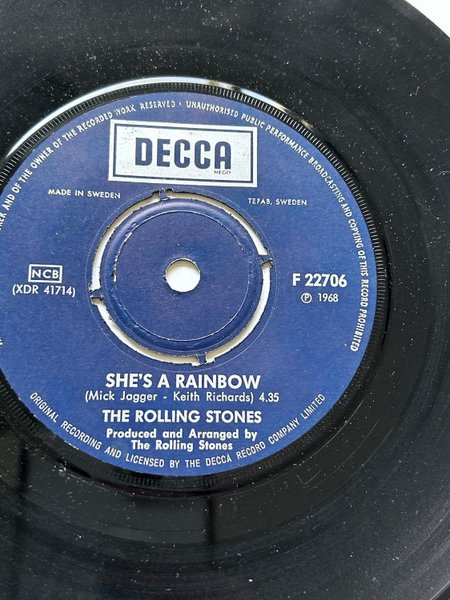 AND OF THE OWNER OF THE RECORDED WORK RESERVED • UNAUTHORISED PUBLIC PERFORMANCE BROADCASTING AND COPYING OF THIS RECORD PROHIBITED
DECCA
REGD
MADE IN SWEDEN
TEFAB, SWEDEN
NCB
(XDR 41714)
F 22706
Ⓟ 1968
SHE'S A RAINBOW
(Mick Jagger - Keith Richards) 4.35
THE ROLLING STONES
Produced and Arranged by
The Rolling Stones
ORIGINAL RECORDING AND LICENSED BY THE DECCA RECORD COMPANY LIMITED